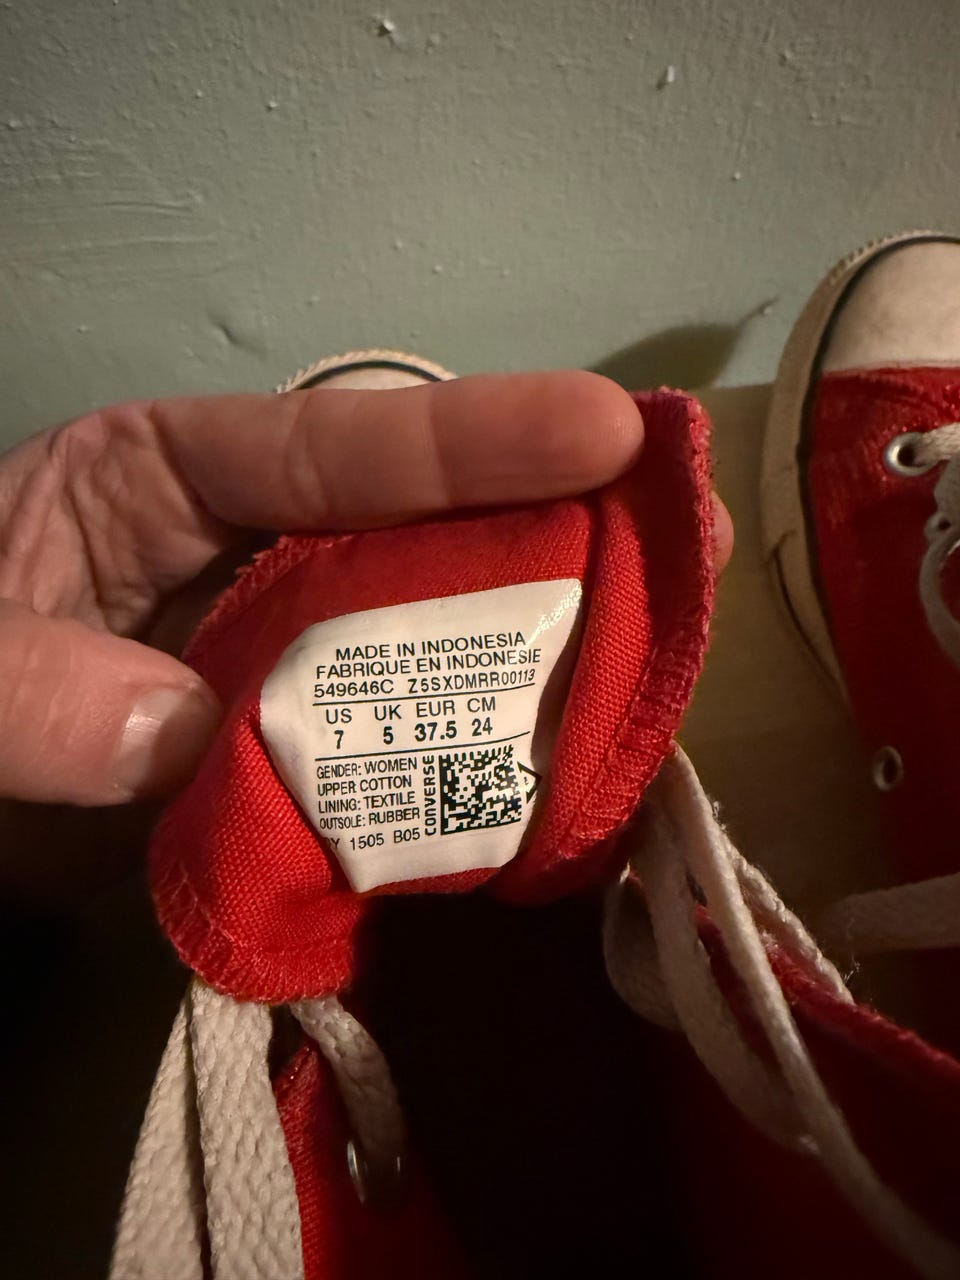 MADE IN INDONESIA
FABRIQUE EN INDONESIE
549646C Z5SXDMRR00113
US UK EUR CM
7 5 37.5 24
GENDER: WOMEN
UPPER COTTON
LINING: TEXTILE
OUTSOLE: RUBBER
1505 B05
CONVERSE